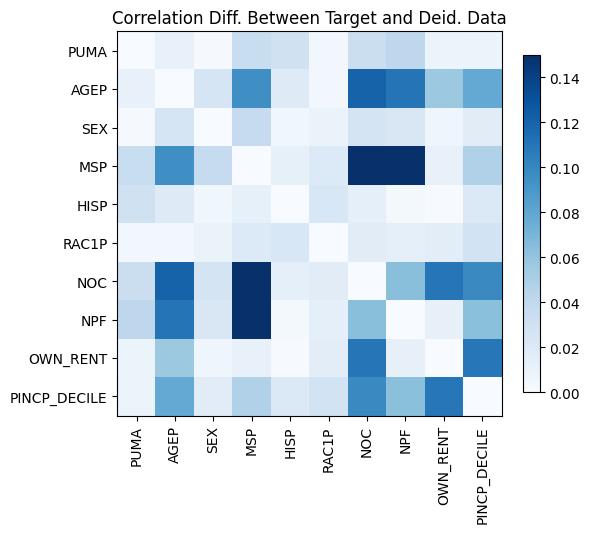 Correlation Diff. Between Target and Deid. Data
PUMA
AGEP
SEX
MSP
HISP
RAC1P
NOC
NPF
OWN_RENT
PINCP_DECILE
PUMA
AGEP
SEX
MSP
HISP
RAC1P
NOC
NPF
OWN_RENT
PINCP_DECILE
0.14
0.12
0.10
0.08
0.06
0.04
0.02
0.00